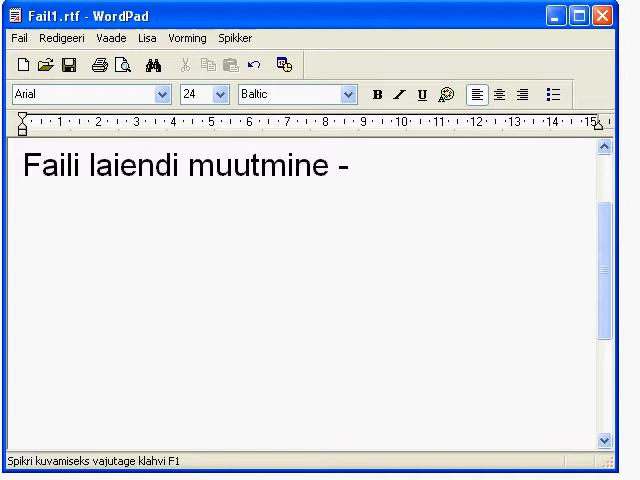 Fail1.rtf - WordPad
Fail Redigeeri Vaade Lisa Vorming Spikker
Arial 24 Baltic B I U
1 2 3 4 5 6 7 8 9 10 11 12 13 14 15
Faili laiendi muutmine -
Spikri kuvamiseks vajutage klahvi F1